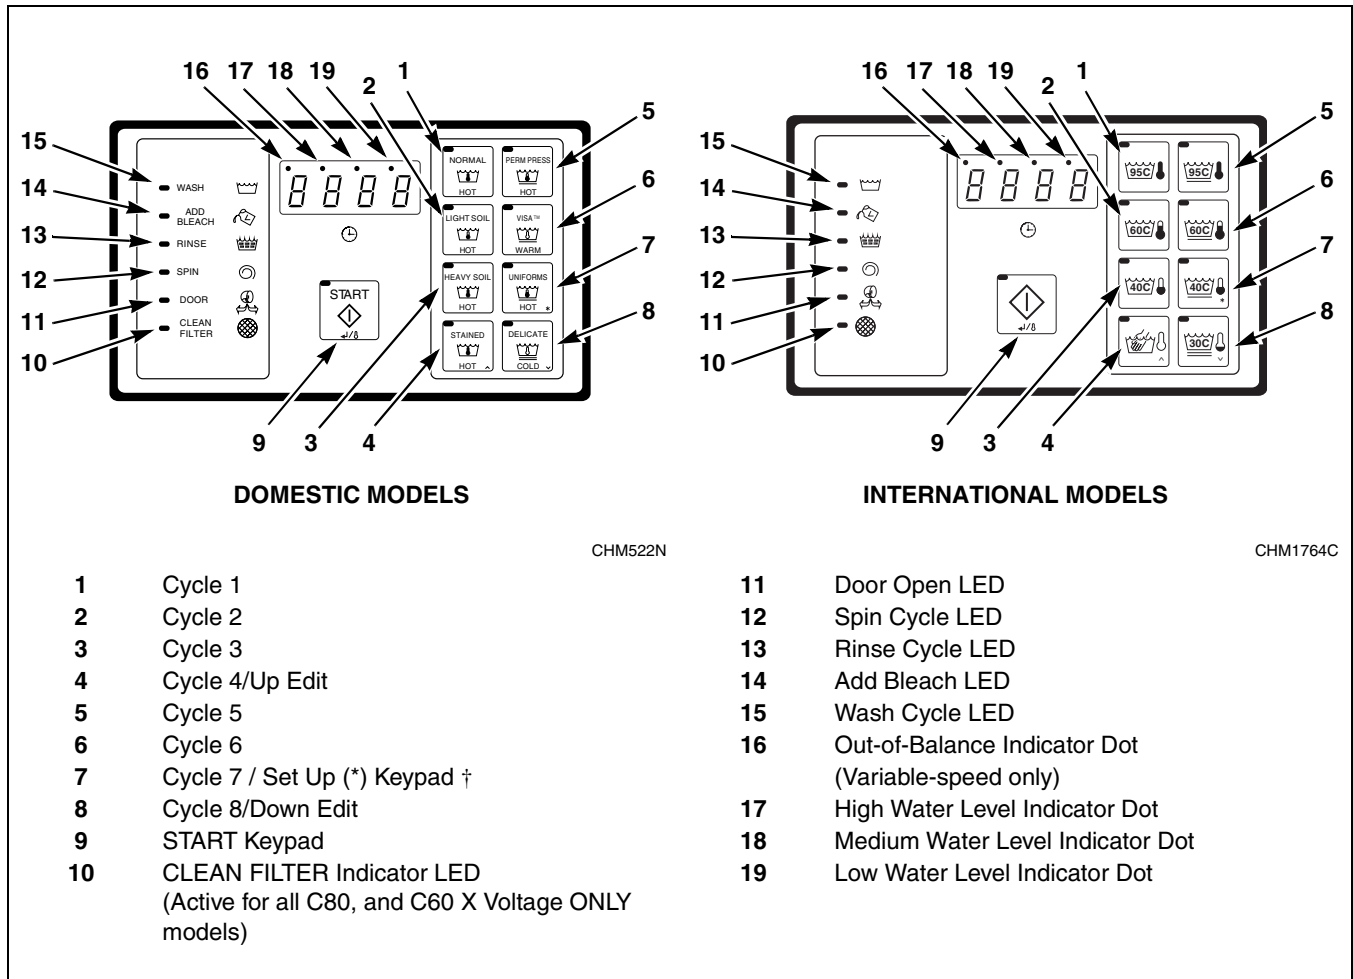 16 17 18 19 2 1
5
15
6
14
7
13
12
8
11
10
WASH
ADD
BLEACH
RINSE
SPIN
DOOR
CLEAN
FILTER
8 8 8 8
START
NORMAL
HOT
PERM PRESS
HOT
LIGHT SOIL
HOT
VISA™
WARM
HEAVY SOIL
HOT
UNIFORMS
HOT *
STAINED
HOT ^
DELICATE
COLD ˅
9 3 4
DOMESTIC MODELS
CHM522N
16 17 18 19 2 1
5
15
6
14
7
13
12
8
11
10
8 8 8 8
95C 95C
60C 60C
40C 40C *
^ 30C ˅
9 3 4
INTERNATIONAL MODELS
CHM1764C
1 Cycle 1
2 Cycle 2
3 Cycle 3
4 Cycle 4/Up Edit
5 Cycle 5
6 Cycle 6
7 Cycle 7 / Set Up (*) Keypad †
8 Cycle 8/Down Edit
9 START Keypad
10 CLEAN FILTER Indicator LED
(Active for all C80, and C60 X Voltage ONLY
models)
11 Door Open LED
12 Spin Cycle LED
13 Rinse Cycle LED
14 Add Bleach LED
15 Wash Cycle LED
16 Out-of-Balance Indicator Dot
(Variable-speed only)
17 High Water Level Indicator Dot
18 Medium Water Level Indicator Dot
19 Low Water Level Indicator Dot